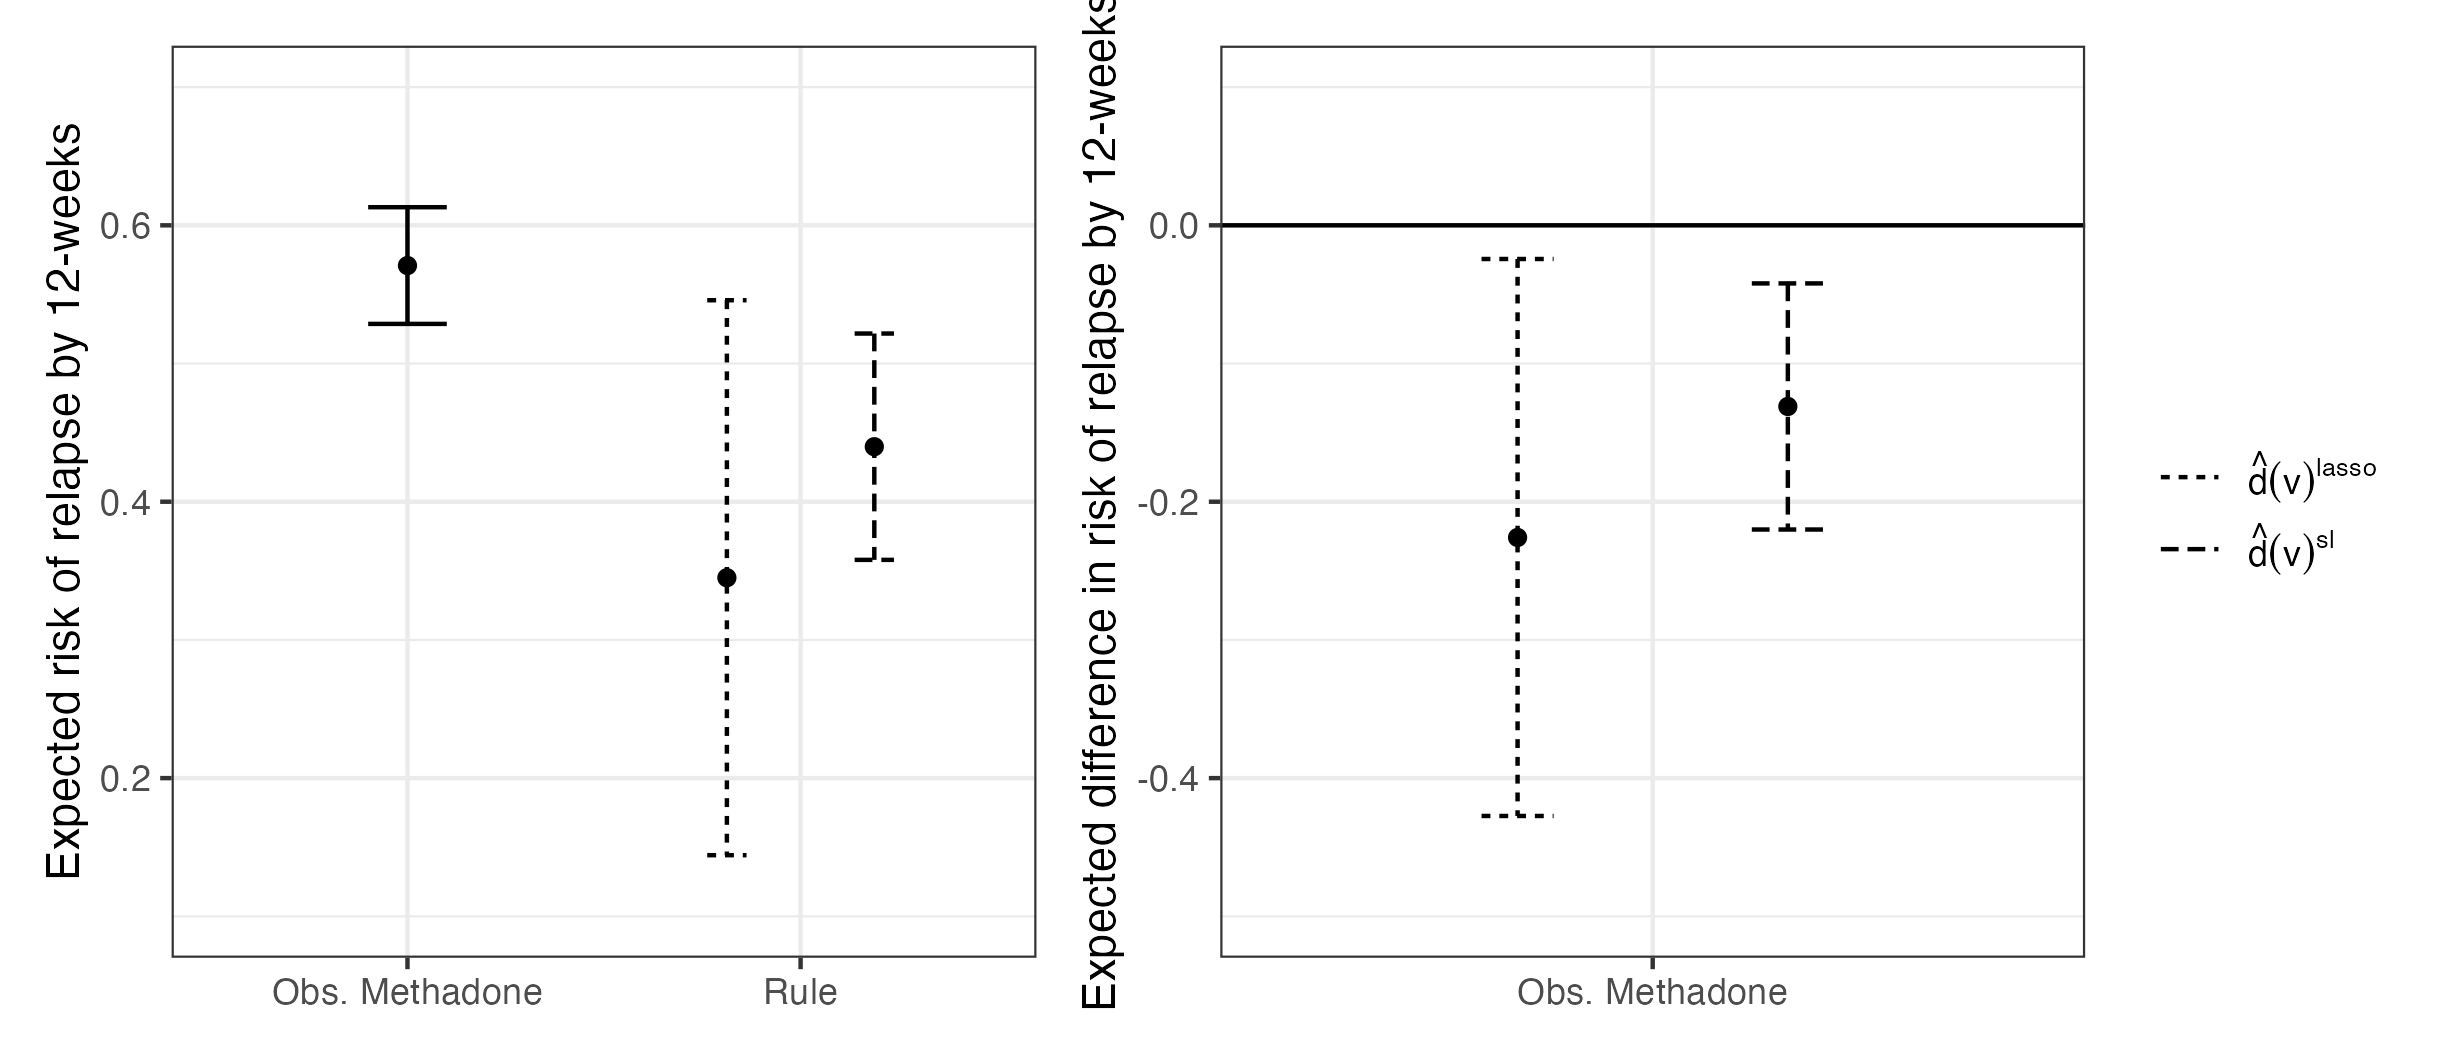 Expected risk of relapse by 12-weeks
0.6
0.4
0.2
Obs. Methadone
Rule
Expected difference in risk of relapse by 12-weeks
0.0
-0.2
-0.4
Obs. Methadone
d̂(v)^lasso
d̂(v)^sl